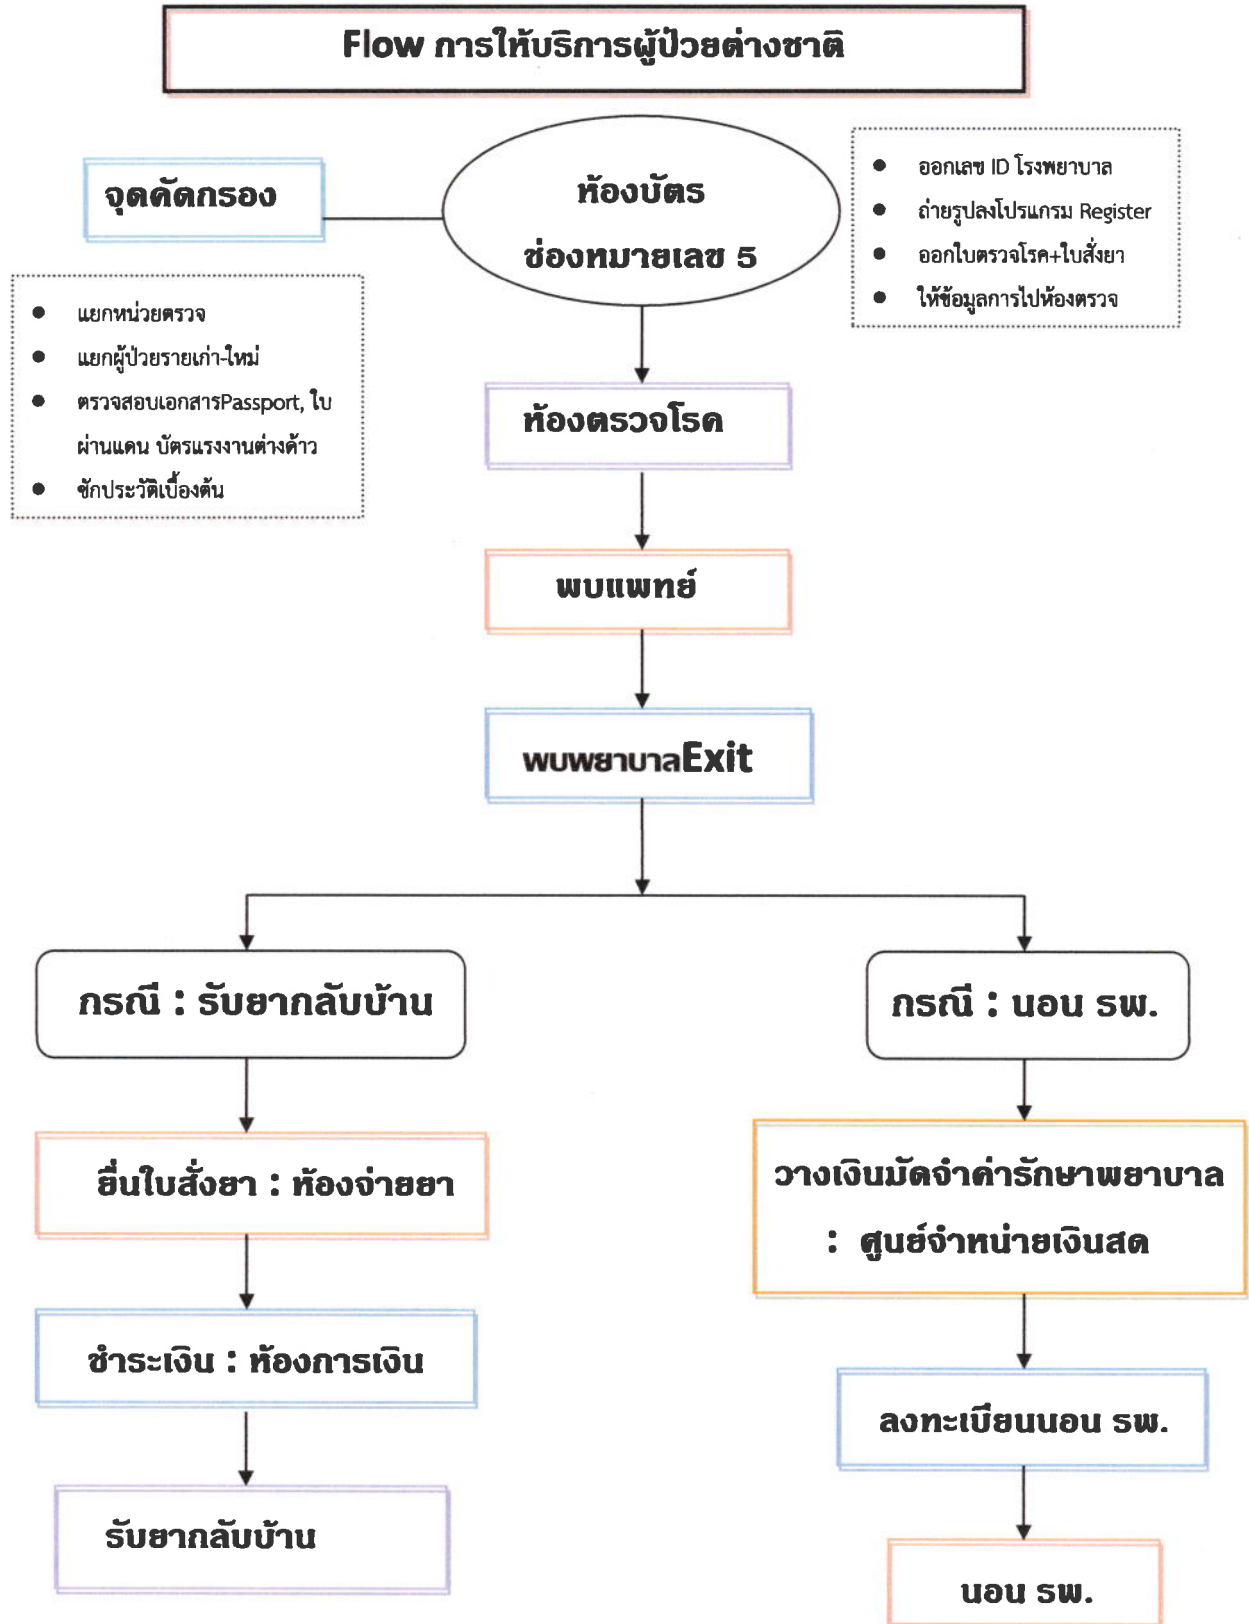 Flow การให้บริการผู้ป่วยต่างชาติ
จุดคัดกรอง
ห้องบัตร
ช่องหมายเลข 5
● ออกเลข ID โรงพยาบาล
● ถ่ายรูปลงโปรแกรม Register
● ออกใบตรวจโรค+ใบสั่งยา
● ให้ข้อมูลการไปห้องตรวจ
● แยกหน่วยตรวจ
● แยกผู้ป่วยรายเก่า-ใหม่
● ตรวจสอบเอกสารPassport, ใบ
ผ่านแดน บัตรแรงงานต่างด้าว
● ซักประวัติเบื้องต้น
ห้องตรวจโรค
พบแพทย์
พบพยาบาลExit
กรณี : รับยากลับบ้าน
กรณี : นอน รพ.
ยื่นใบสั่งยา : ห้องจ่ายยา
วางเงินมัดจำค่ารักษาพยาบาล
: ศูนย์จำหน่ายเงินสด
ชำระเงิน : ห้องการเงิน
ลงทะเบียนนอน รพ.
รับยากลับบ้าน
นอน รพ.